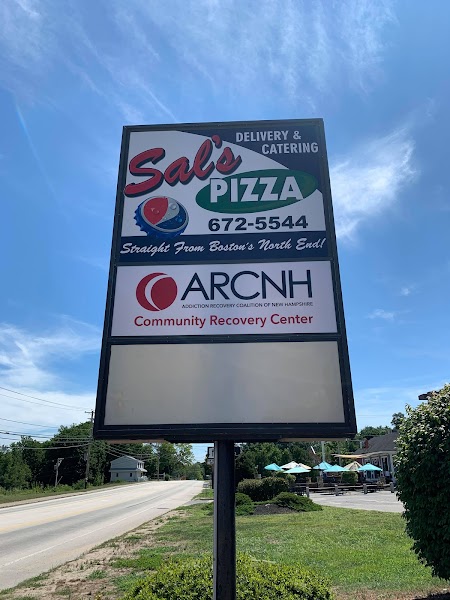 DELIVERY &
CATERING
Sal's
PIZZA
672-5544
Straight From Boston's North End!
ARCNH
ADDICTION RECOVERY COALITION OF NEW HAMPSHIRE
Community Recovery Center